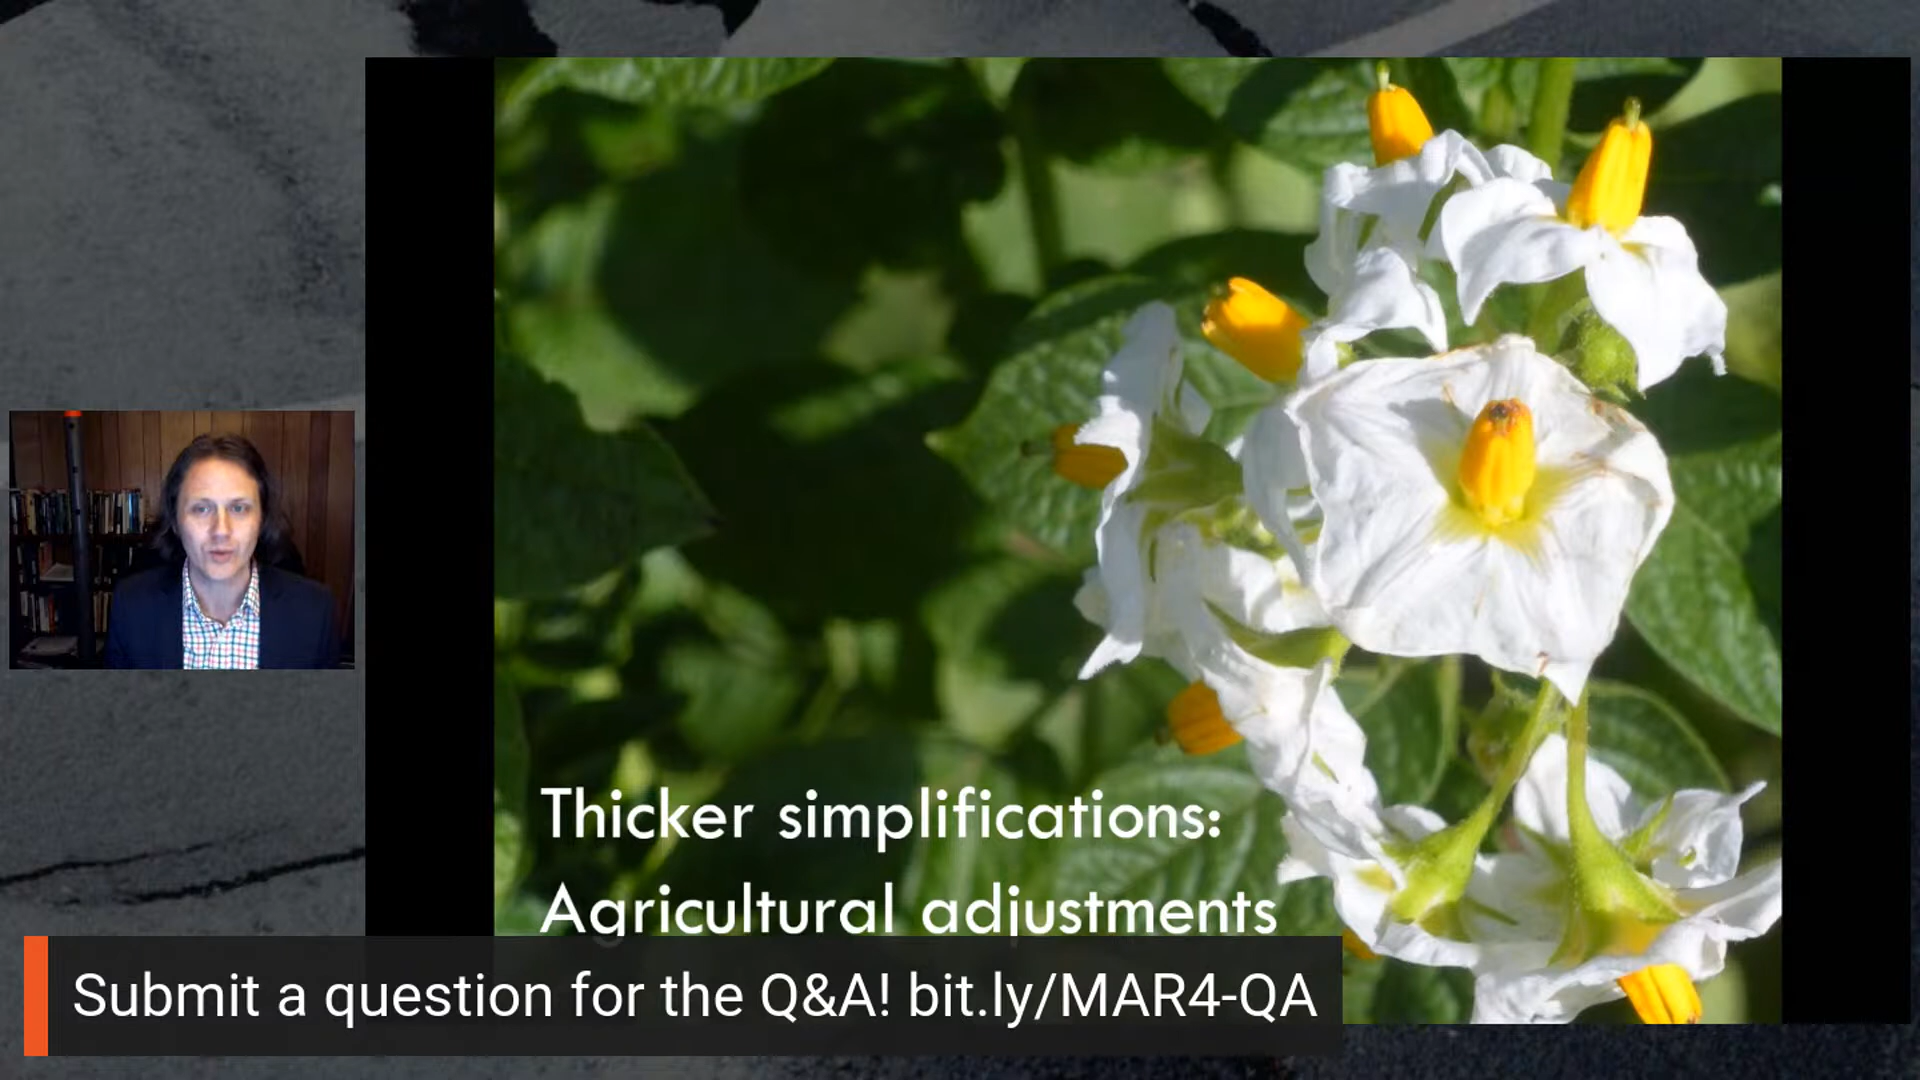 Thicker simplifications:
Agricultural adjustments
Submit a question for the Q&A! bit.ly/MAR4-QA